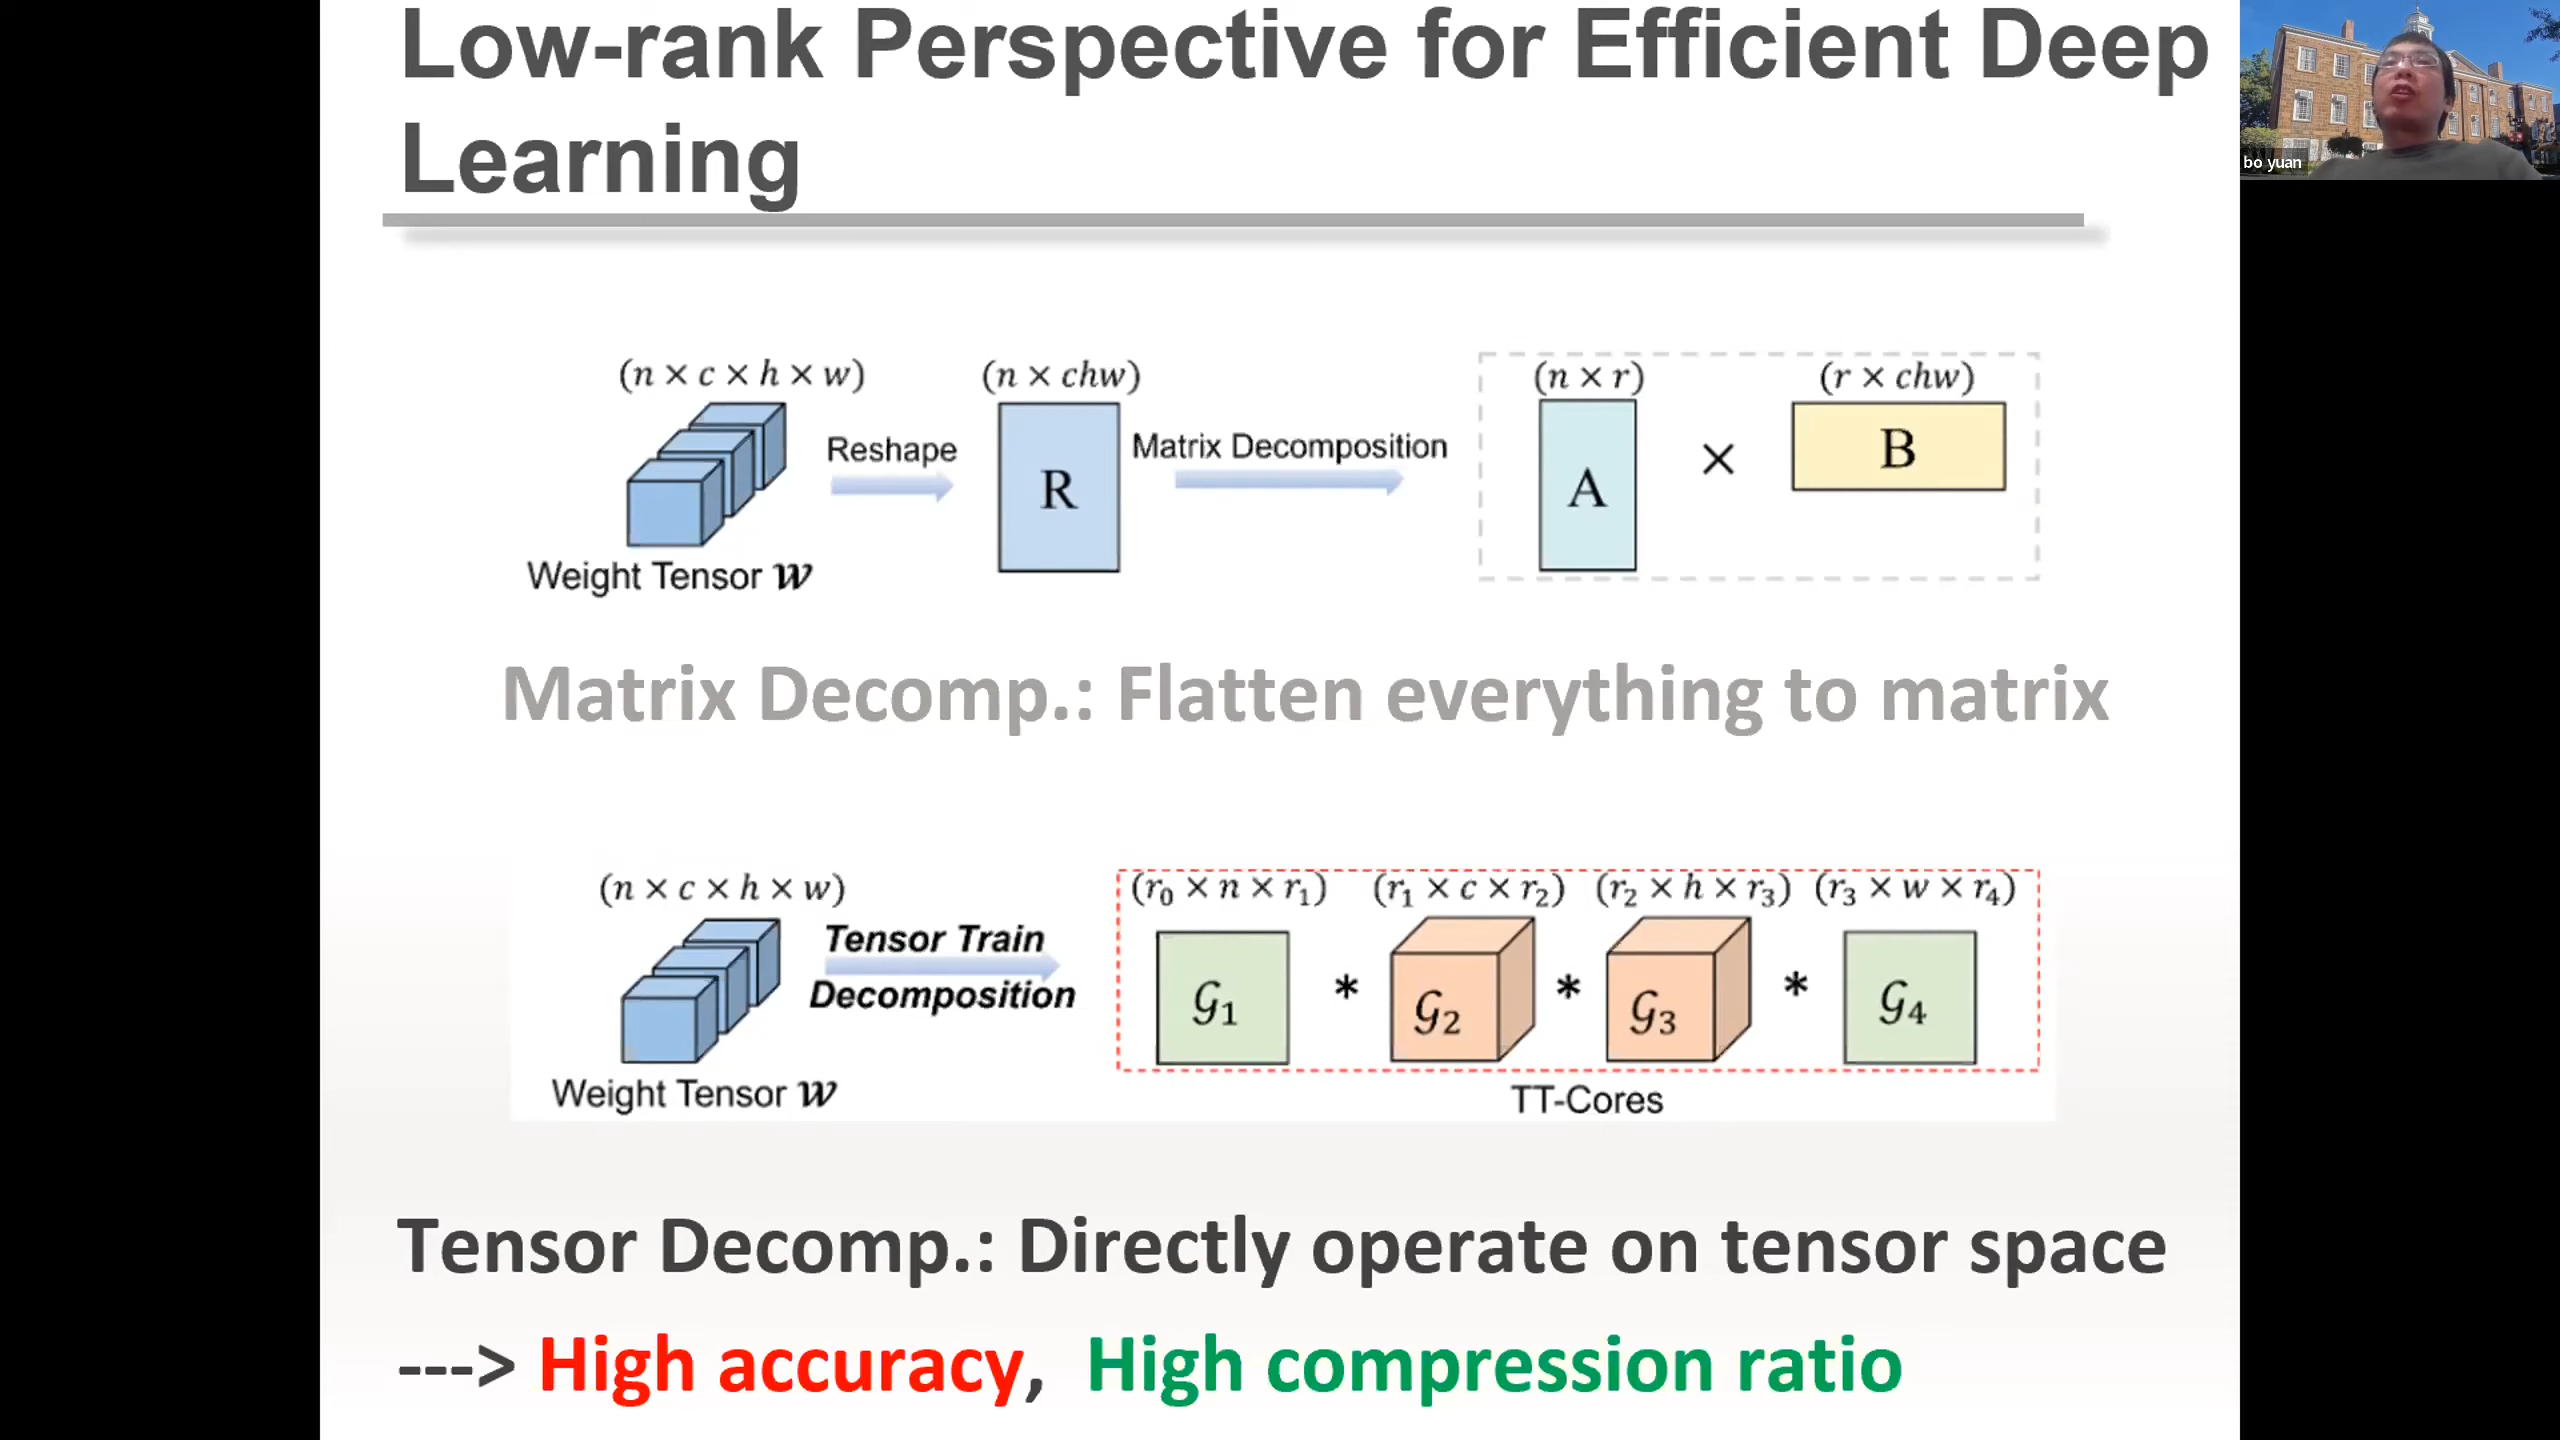 Low-rank Perspective for Efficient Deep
Learning
bo yuan
(n × c × h × w)
(n × chw)
(n × r)
(r × chw)
Reshape
Matrix Decomposition
R
A
×
B
Weight Tensor 𝓦
Matrix Decomp.: Flatten everything to matrix
(n × c × h × w)
(r₀ × n × r₁)
(r₁ × c × r₂)
(r₂ × h × r₃)
(r₃ × w × r₄)
Tensor Train
Decomposition
𝒢₁ * 𝒢₂ * 𝒢₃ * 𝒢₄
Weight Tensor 𝓦
TT-Cores
Tensor Decomp.: Directly operate on tensor space
---> High accuracy, High compression ratio